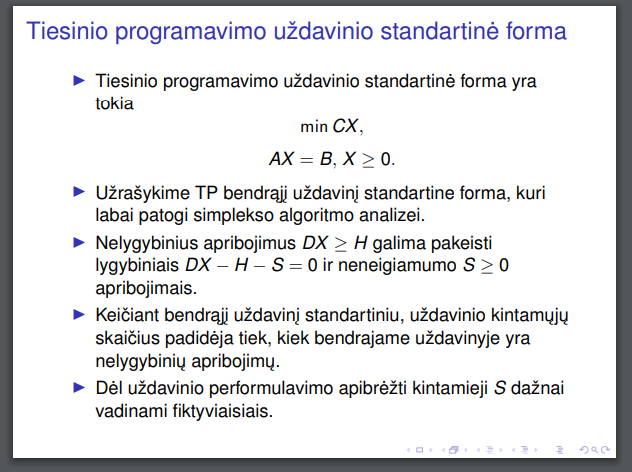 Tiesinio programavimo uždavinio standartinė forma
▶ Tiesinio programavimo uždavinio standartinė forma yra
tokia
min CX,
AX = B, X ≥ 0.
▶ Užrašykime TP bendrąjį uždavinį standartine forma, kuri
labai patogi simplekso algoritmo analizei.
▶ Nelygybinius apribojimus DX ≥ H galima pakeisti
lygybiniais DX − H − S = 0 ir neneigiamumo S ≥ 0
apribojimais.
▶ Keičiant bendrąjį uždavinį standartiniu, uždavinio kintamųjų
skaičius padidėja tiek, kiek bendrajame uždavinyje yra
nelygybinių apribojimų.
▶ Dėl uždavinio performulavimo apibrėžti kintamieji S dažnai
vadinami fiktyviaisiais.